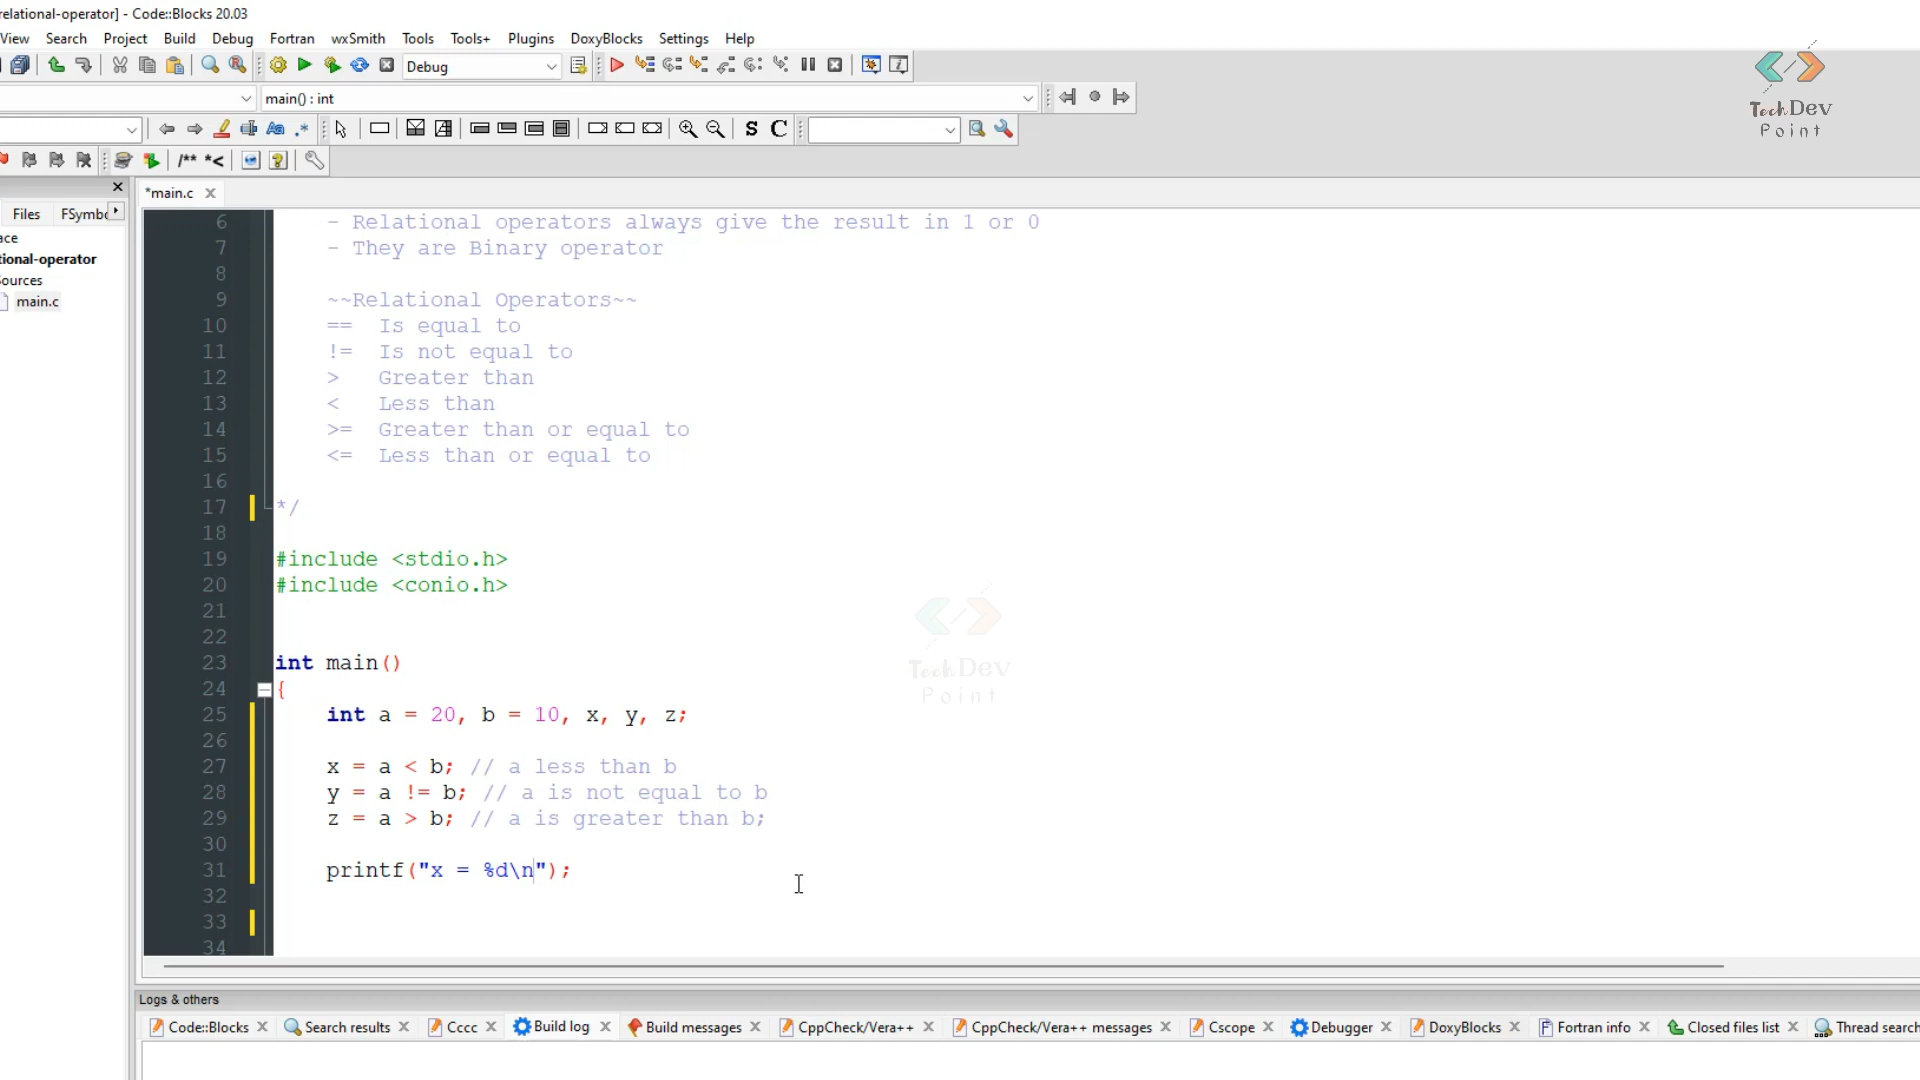 relational-operator] - Code::Blocks 20.03
View Search Project Build Debug Fortran wxSmith Tools Tools+ Plugins DoxyBlocks Settings Help
Debug
main() : int
S C
/** *<
TechDev
Point
*main.c
Files FSymbo
ace
tional-operator
Sources
main.c
6 - Relational operators always give the result in 1 or 0
7 - They are Binary operator
8
9 ~~Relational Operators~~
10 == Is equal to
11 != Is not equal to
12 > Greater than
13 < Less than
14 >= Greater than or equal to
15 <= Less than or equal to
16
17 */
18
19 #include <stdio.h>
20 #include <conio.h>
21
22
23 int main()
24 {
25 int a = 20, b = 10, x, y, z;
26
27 x = a < b; // a less than b
28 y = a != b; // a is not equal to b
29 z = a > b; // a is greater than b;
30
31 printf("x = %d\n");
32
33
34
TechDev
Point
Logs & others
Code::Blocks Search results Cccc Build log Build messages CppCheck/Vera++ CppCheck/Vera++ messages Cscope Debugger DoxyBlocks Fortran info Closed files list Thread search